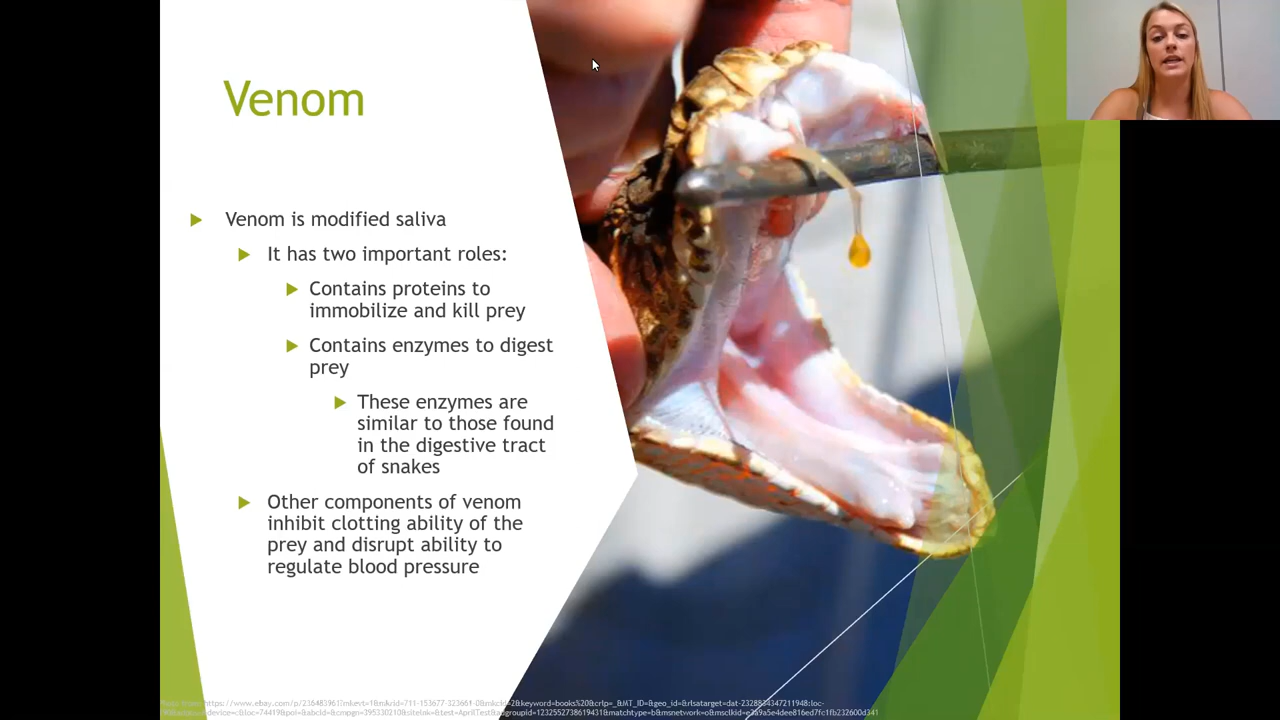 Venom
Venom is modified saliva
It has two important roles:
Contains proteins to
immobilize and kill prey
Contains enzymes to digest
prey
These enzymes are
similar to those found
in the digestive tract
of snakes
Other components of venom
inhibit clotting ability of the
prey and disrupt ability to
regulate blood pressure